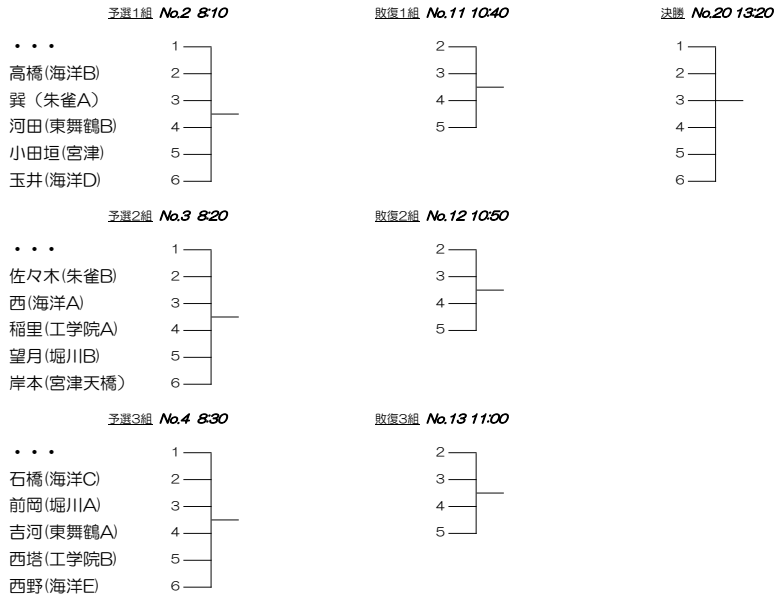 予選1組 No.2 8:10 敗復1組 No.11 10:40 決勝 No.20 13:20
・・・ 1 2 1
高橋(海洋B) 2 3 2
巽（朱雀A） 3 4 3
河田(東舞鶴B) 4 5 4
小田垣(宮津) 5 5
玉井(海洋D) 6 6
予選2組 No.3 8:20 敗復2組 No.12 10:50
・・・ 1 2
佐々木(朱雀B) 2 3
西(海洋A) 3 4
稲里(工学院A) 4 5
望月(堀川B) 5
岸本(宮津天橋） 6
予選3組 No.4 8:30 敗復3組 No.13 11:00
・・・ 1 2
石橋(海洋C) 2 3
前岡(堀川A) 3 4
吉河(東舞鶴A) 4 5
西塔(工学院B) 5
西野(海洋E) 6